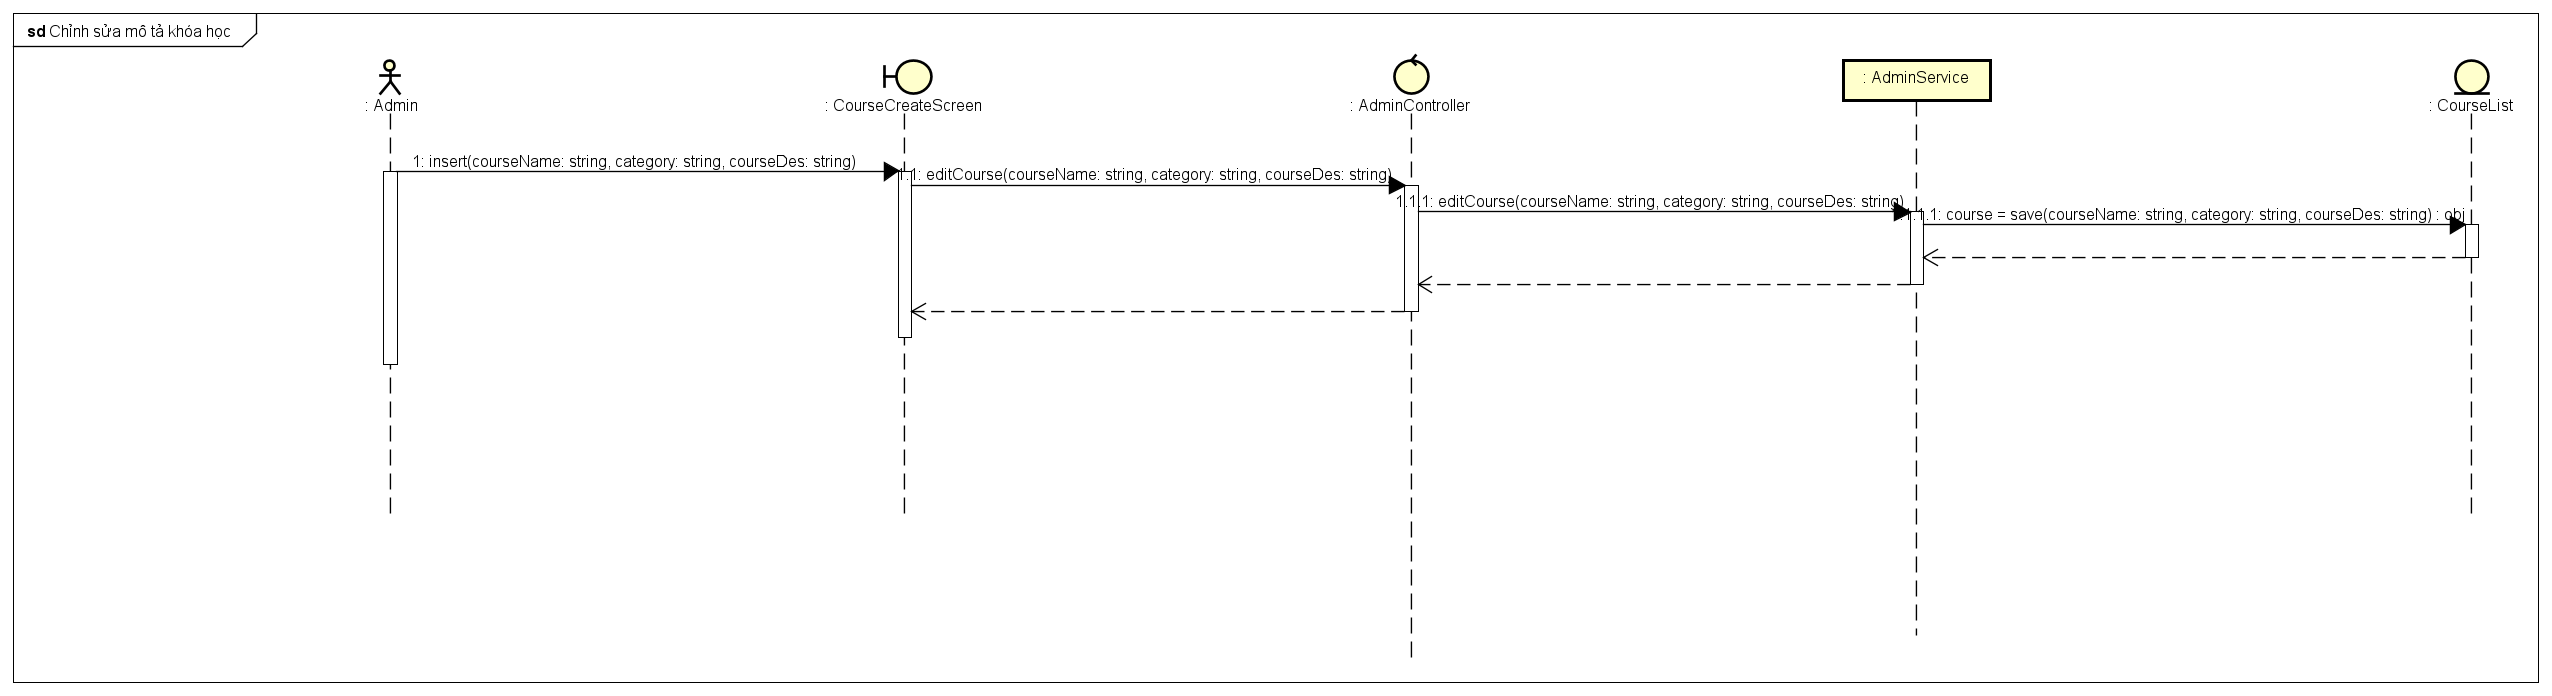 sd Chỉnh sửa mô tả khóa học
: Admin
: CourseCreateScreen
: AdminController
: AdminService
: CourseList
1: insert(courseName: string, category: string, courseDes: string)
1.1: editCourse(courseName: string, category: string, courseDes: string)
1.1.1: editCourse(courseName: string, category: string, courseDes: string)
1.1.1.1: course = save(courseName: string, category: string, courseDes: string) : obj